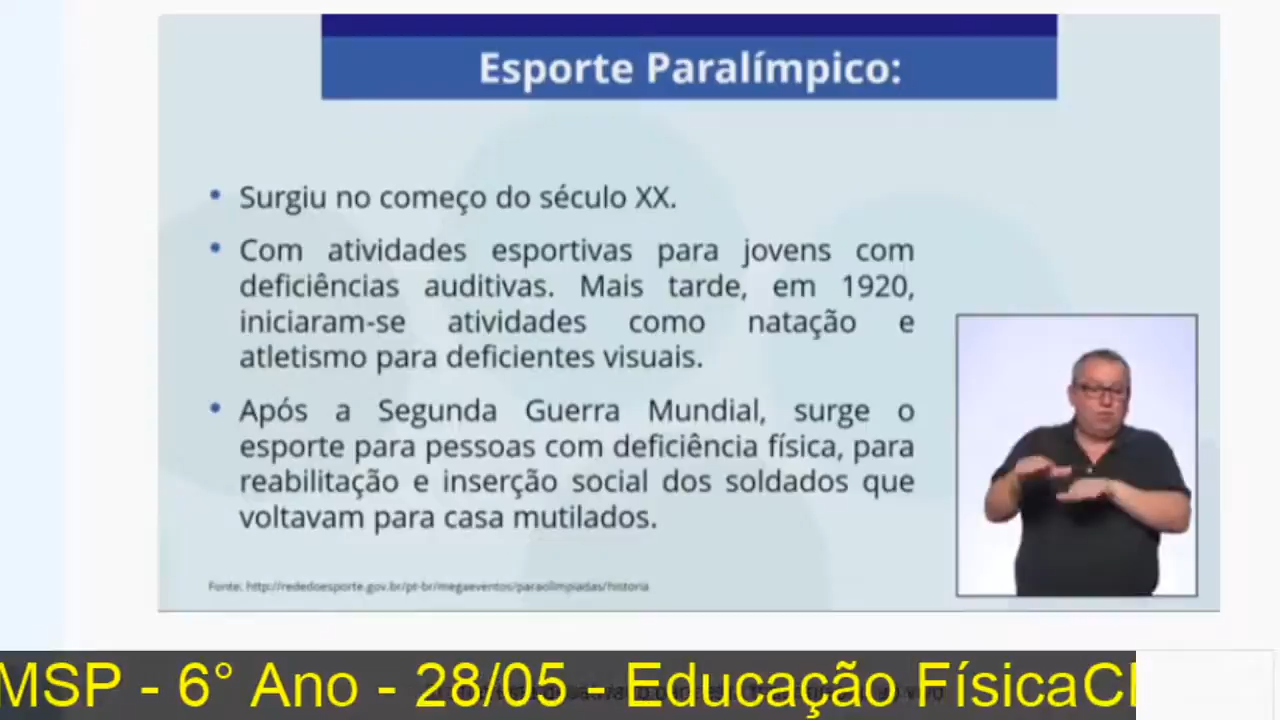 Esporte Paralímpico:
• Surgiu no começo do século XX.
• Com atividades esportivas para jovens com
deficiências auditivas. Mais tarde, em 1920,
iniciaram-se atividades como natação e
atletismo para deficientes visuais.
• Após a Segunda Guerra Mundial, surge o
esporte para pessoas com deficiência física, para
reabilitação e inserção social dos soldados que
voltavam para casa mutilados.
Fonte: http://rededoesporte.gov.br/pt-br/megaeventos/paraolimpiadas/historia
MSP - 6° Ano - 28/05 - Educação Física